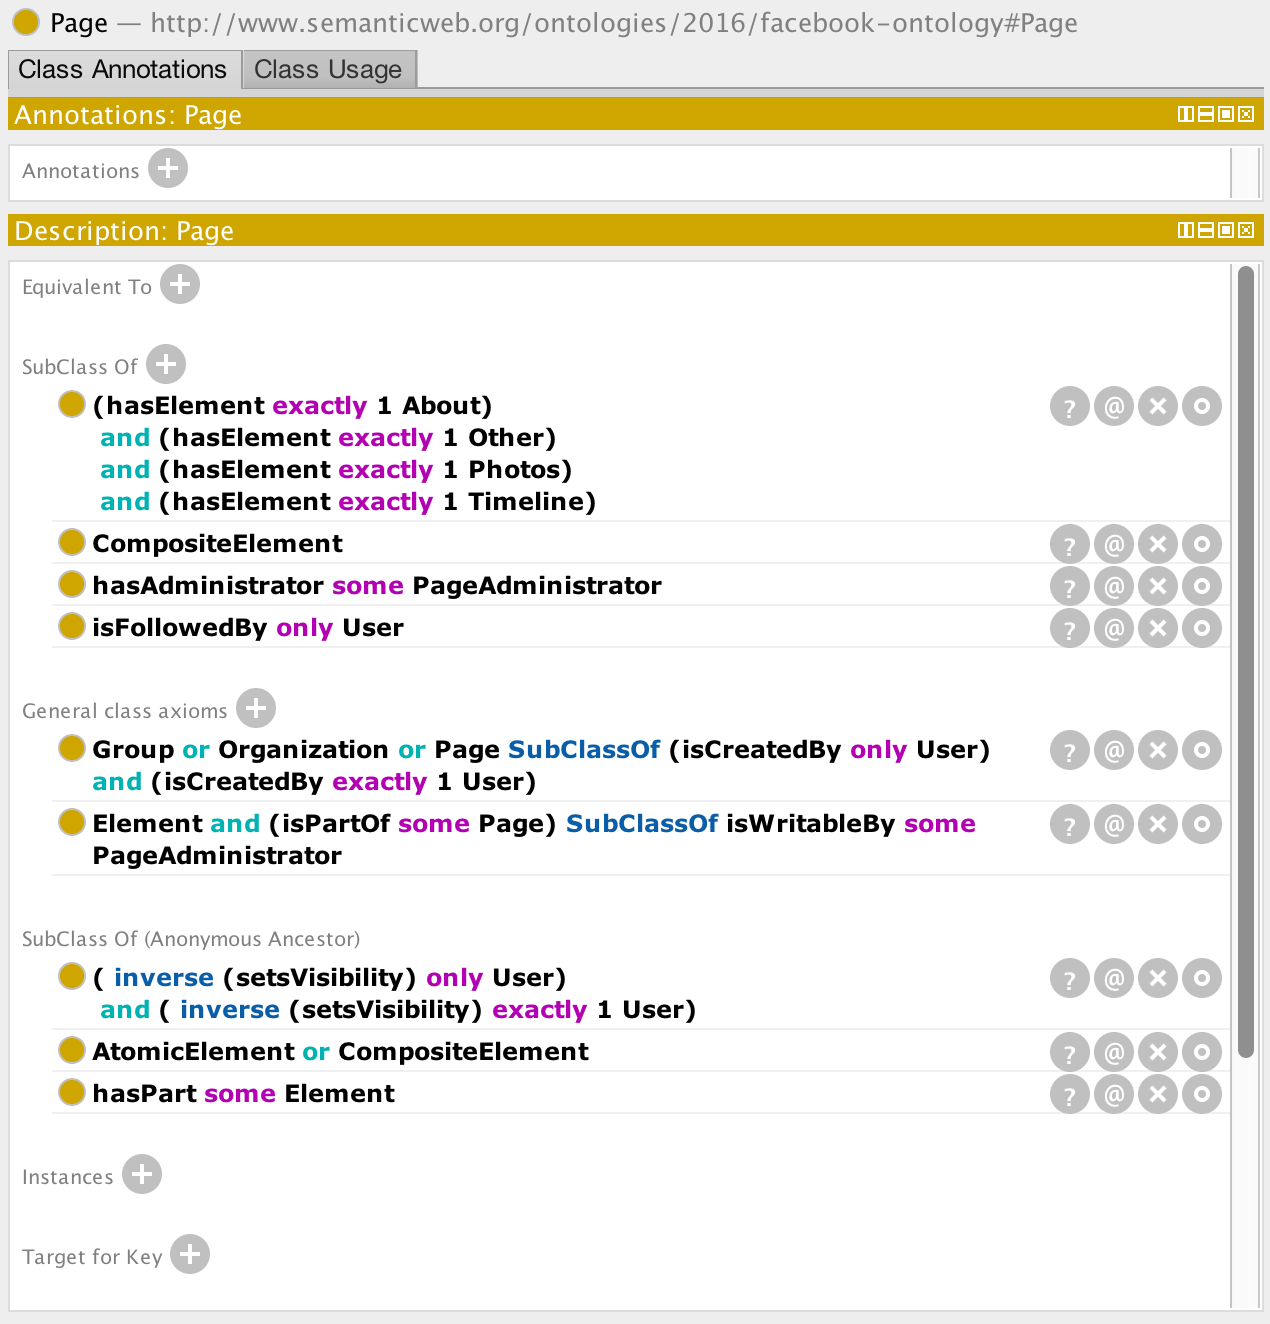 Page — http://www.semanticweb.org/ontologies/2016/facebook-ontology#Page
Class Annotations Class Usage
Annotations: Page
Annotations
Description: Page
Equivalent To
SubClass Of
(hasElement exactly 1 About)
and (hasElement exactly 1 Other)
and (hasElement exactly 1 Photos)
and (hasElement exactly 1 Timeline)
CompositeElement
hasAdministrator some PageAdministrator
isFollowedBy only User
General class axioms
Group or Organization or Page SubClassOf (isCreatedBy only User)
and (isCreatedBy exactly 1 User)
Element and (isPartOf some Page) SubClassOf isWritableBy some
PageAdministrator
SubClass Of (Anonymous Ancestor)
( inverse (setsVisibility) only User)
and ( inverse (setsVisibility) exactly 1 User)
AtomicElement or CompositeElement
hasPart some Element
Instances
Target for Key